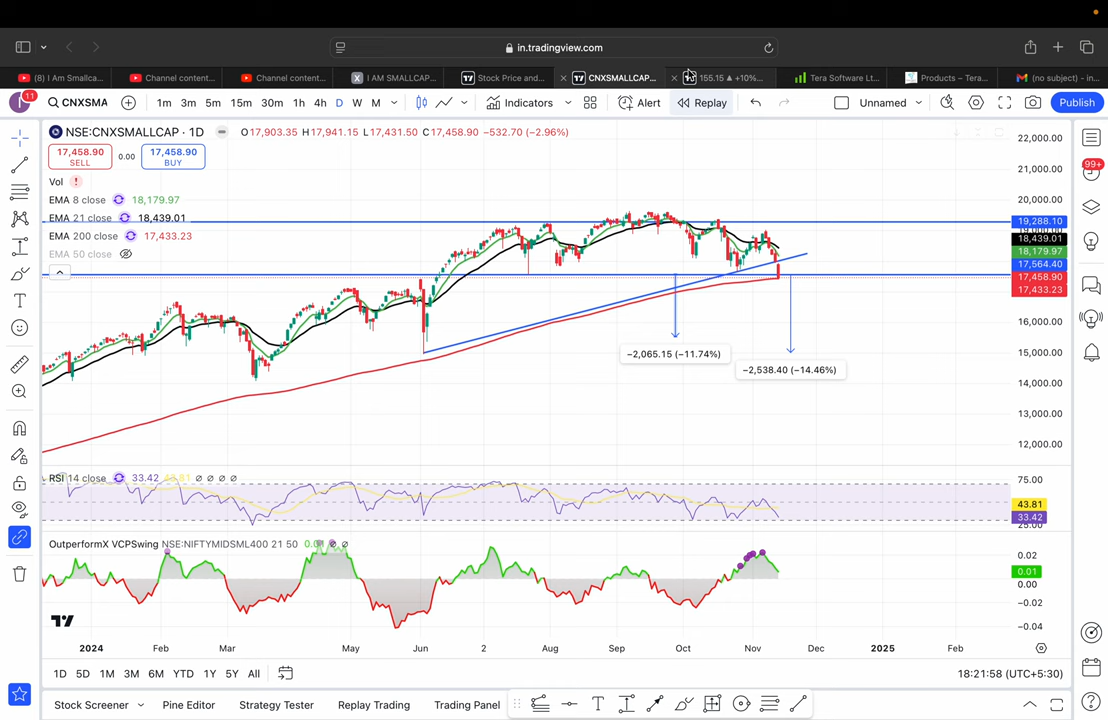 in.tradingview.com
(8) I Am Smallca...
Channel content...
Channel content...
I AM SMALLCAP...
Stock Price and...
CNXSMALLCAP...
155.15 ▲ +10%...
Tera Software Lt...
Products – Tera...
(no subject) - in...
11
CNXSMA
1m 3m 5m 15m 30m 1h 4h D W M
Indicators
Alert
Replay
Unnamed
Publish
NSE:CNXSMALLCAP · 1D O17,903.35 H17,941.15 L17,431.50 C17,458.90 −532.70 (−2.96%)
17,458.90 SELL
0.00
17,458.90 BUY
Vol
EMA 8 close 18,179.97
EMA 21 close 18,439.01
EMA 200 close 17,433.23
EMA 50 close
22,000.00
21,000.00
20,000.00
19,288.10
18,439.01
18,179.97
17,564.40
17,458.90
17,433.23
16,000.00
15,000.00
14,000.00
13,000.00
12,000.00
−2,065.15 (−11.74%)
−2,538.40 (−14.46%)
99+
RSI 14 close 33.42 43.81
75.00
43.81
33.42
25.00
OutperformX VCPSwing NSE:NIFTYMIDSML400 21 50
0.02
0.01
0.00
−0.02
−0.04
2024 Feb Mar May Jun 2 Aug Sep Oct Nov Dec 2025 Feb
1D 5D 1M 3M 6M YTD 1Y 5Y All
18:21:58 (UTC+5:30)
Stock Screener
Pine Editor
Strategy Tester
Replay Trading
Trading Panel